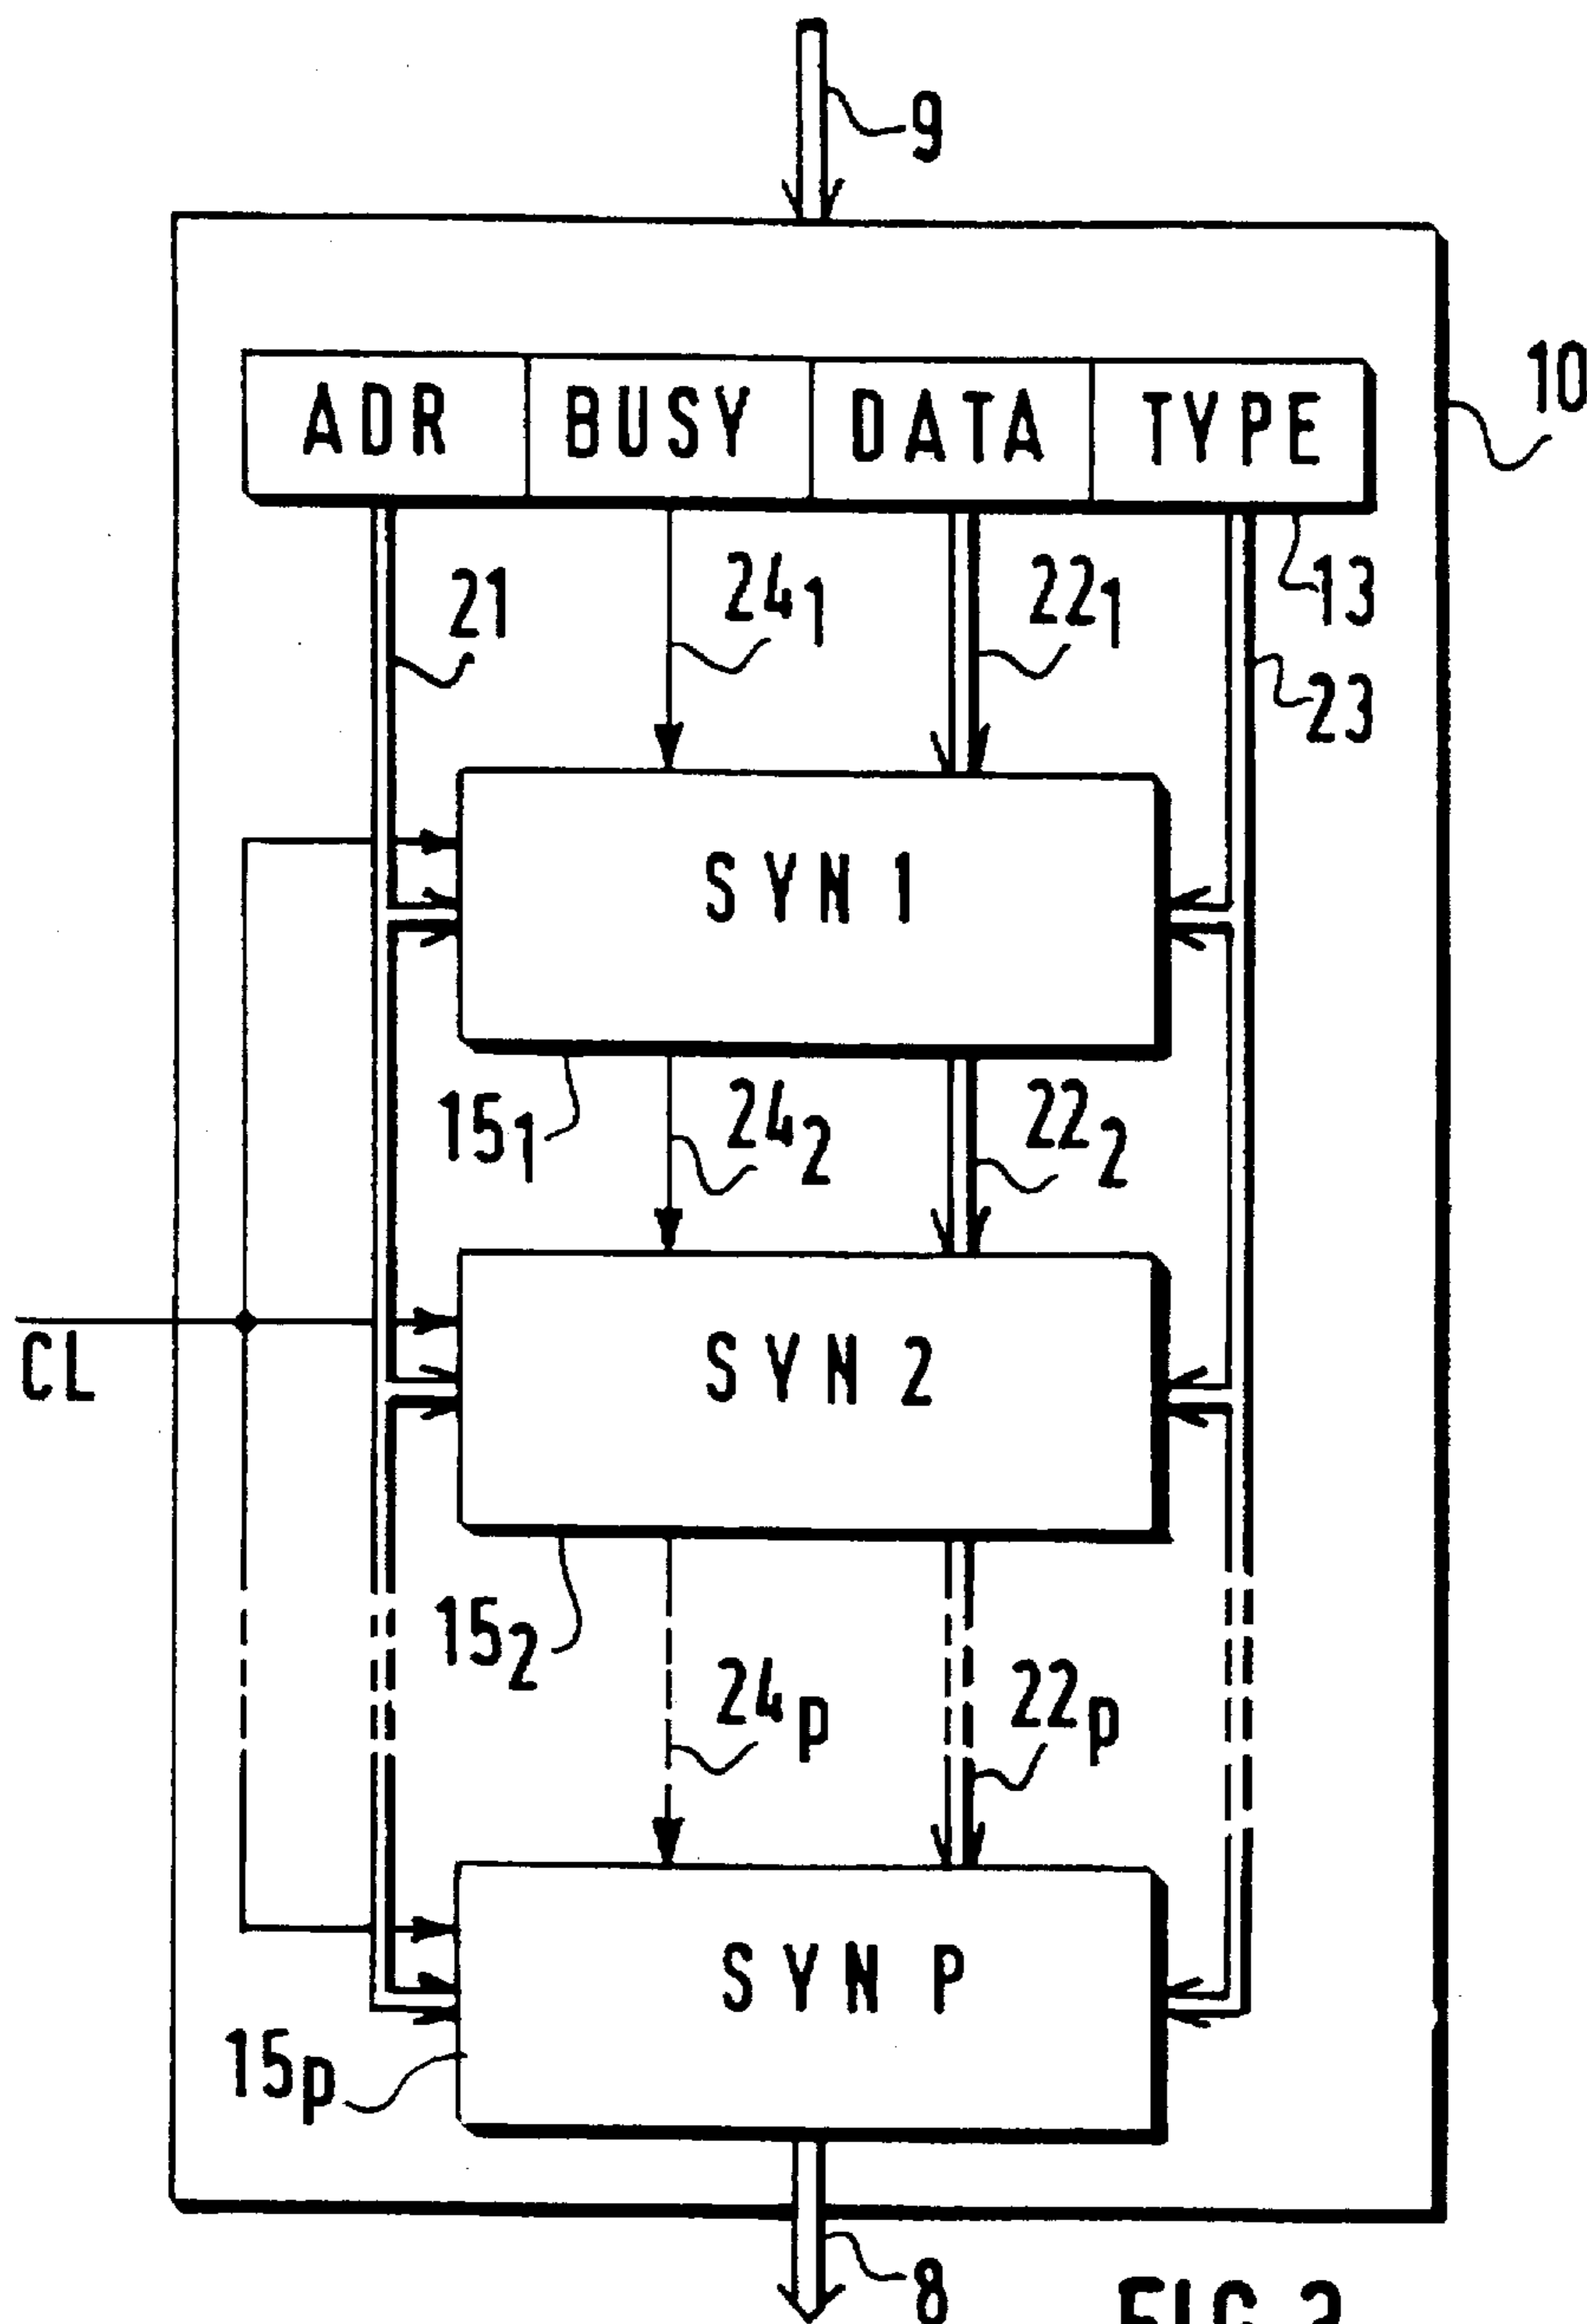 9
10
ADR BUSY DATA TYPE
21 24₁ 22₁ 13
23
SYN 1
15₁ 24₂ 22₂
CL
SYN 2
15₂ 24p 22p
SYN P
15p
8